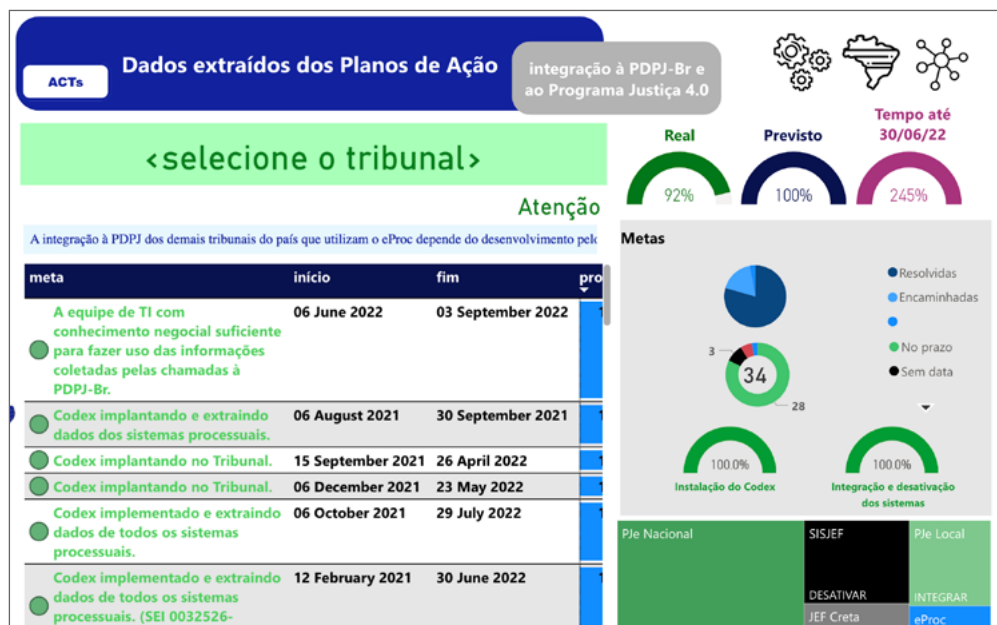 Dados extraídos dos Planos de Ação
ACTs
integração à PDPJ-Br e
ao Programa Justiça 4.0
<selecione o tribunal>
Real
Previsto
Tempo até
30/06/22
92%
100%
245%
Atenção
A integração à PDPJ dos demais tribunais do país que utilizam o eProc depende do desenvolvimento pelo
meta início fim pro
A equipe de TI com 06 June 2022 03 September 2022
conhecimento negocial suficiente
para fazer uso das informações
coletadas pelas chamadas à
PDPJ-Br.
Codex implantando e extraindo 06 August 2021 30 September 2021
dados dos sistemas processuais.
Codex implantando no Tribunal. 15 September 2021 26 April 2022
Codex implantando no Tribunal. 06 December 2021 23 May 2022
Codex implementado e extraindo 06 October 2021 29 July 2022
dados de todos os sistemas
processuais.
Codex implementado e extraindo 12 February 2021 30 June 2022
dados de todos os sistemas
processuais. (SEI 0032526-
Metas
Resolvidas
Encaminhadas
No prazo
Sem data
3
34
28
100.0%
Instalação do Codex
100.0%
Integração e desativação
dos sistemas
PJe Nacional
SISJEF
DESATIVAR
PJe Local
INTEGRAR
JEF Creta
eProc